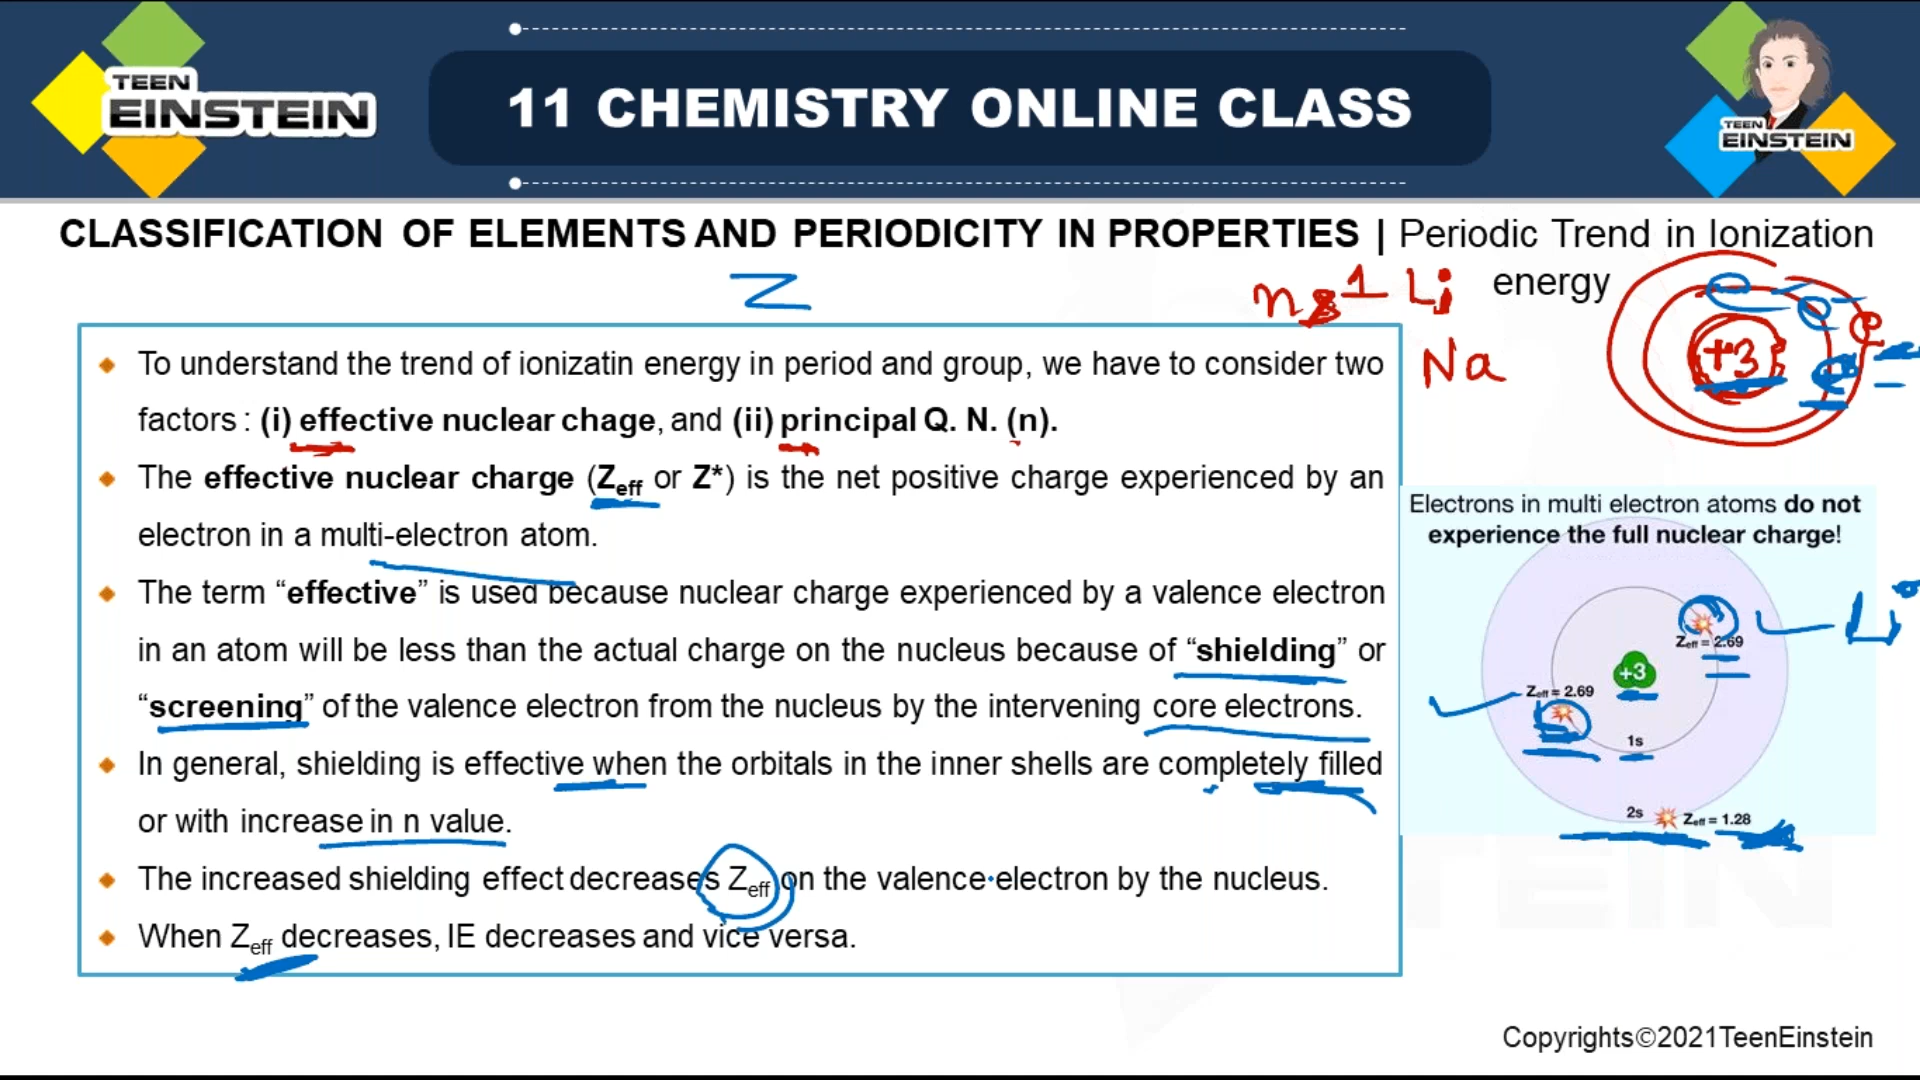 TEEN
EINSTEIN
11 CHEMISTRY ONLINE CLASS
TEEN
EINSTEIN
CLASSIFICATION OF ELEMENTS AND PERIODICITY IN PROPERTIES | Periodic Trend in Ionization
energy
Z
ns1 Li
Na
+3
e
To understand the trend of ionizatin energy in period and group, we have to consider two
factors : (i) effective nuclear chage, and (ii) principal Q. N. (n).
The effective nuclear charge (Zeff or Z*) is the net positive charge experienced by an
electron in a multi-electron atom.
The term “effective” is used because nuclear charge experienced by a valence electron
in an atom will be less than the actual charge on the nucleus because of “shielding” or
“screening” of the valence electron from the nucleus by the intervening core electrons.
In general, shielding is effective when the orbitals in the inner shells are completely filled
or with increase in n value.
The increased shielding effect decreases Zeff on the valence electron by the nucleus.
When Zeff decreases, IE decreases and vice versa.
Electrons in multi electron atoms do not
experience the full nuclear charge!
Zeff = 2.69
Li
+3
Zeff = 2.69
1s
2s
Zeff = 1.28
Copyrights©2021TeenEinstein